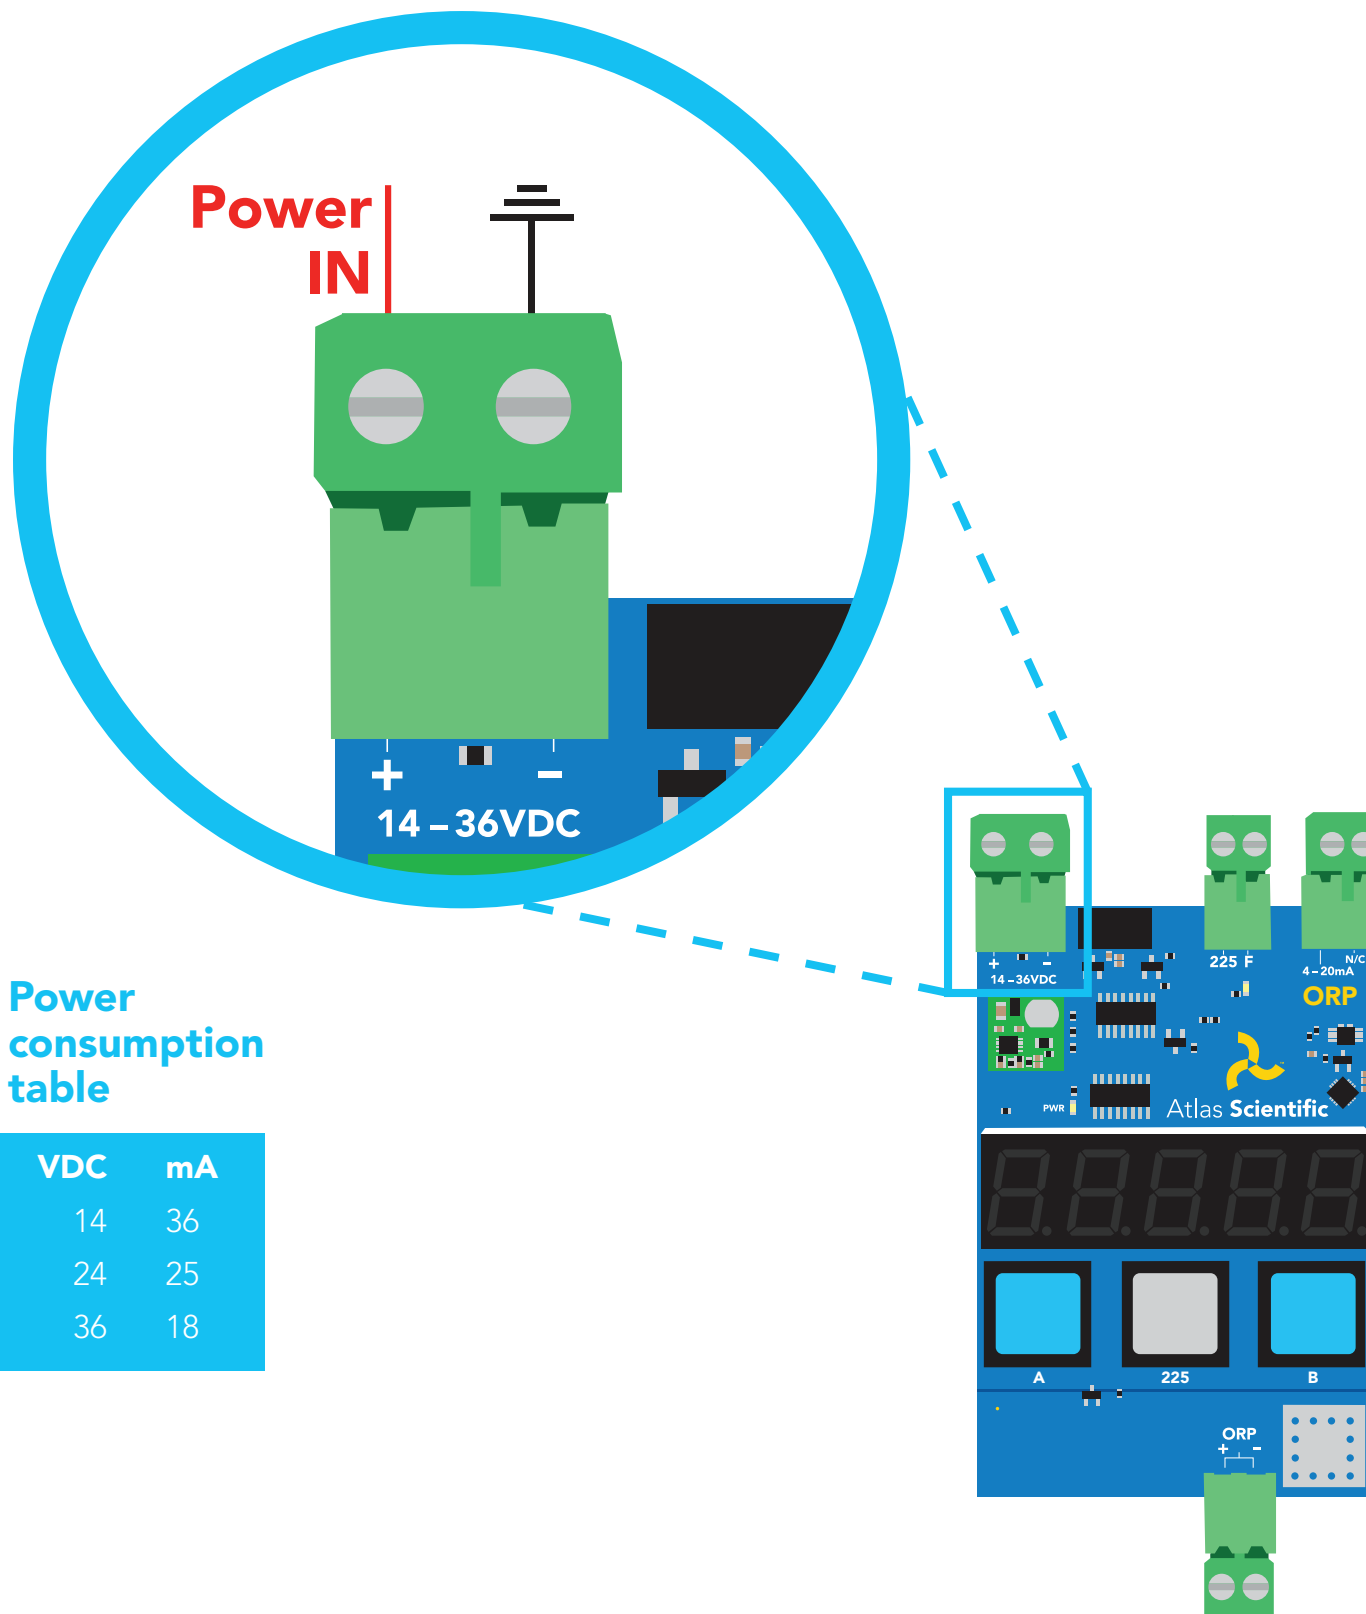 Power
IN
+ -
14 – 36VDC
+ -
14 – 36VDC
225 F
4 – 20mA
N/C
ORP
PWR
Atlas Scientific
™
Power
consumption
table
VDC mA
14 36
24 25
36 18
A
225
B
ORP
+ -